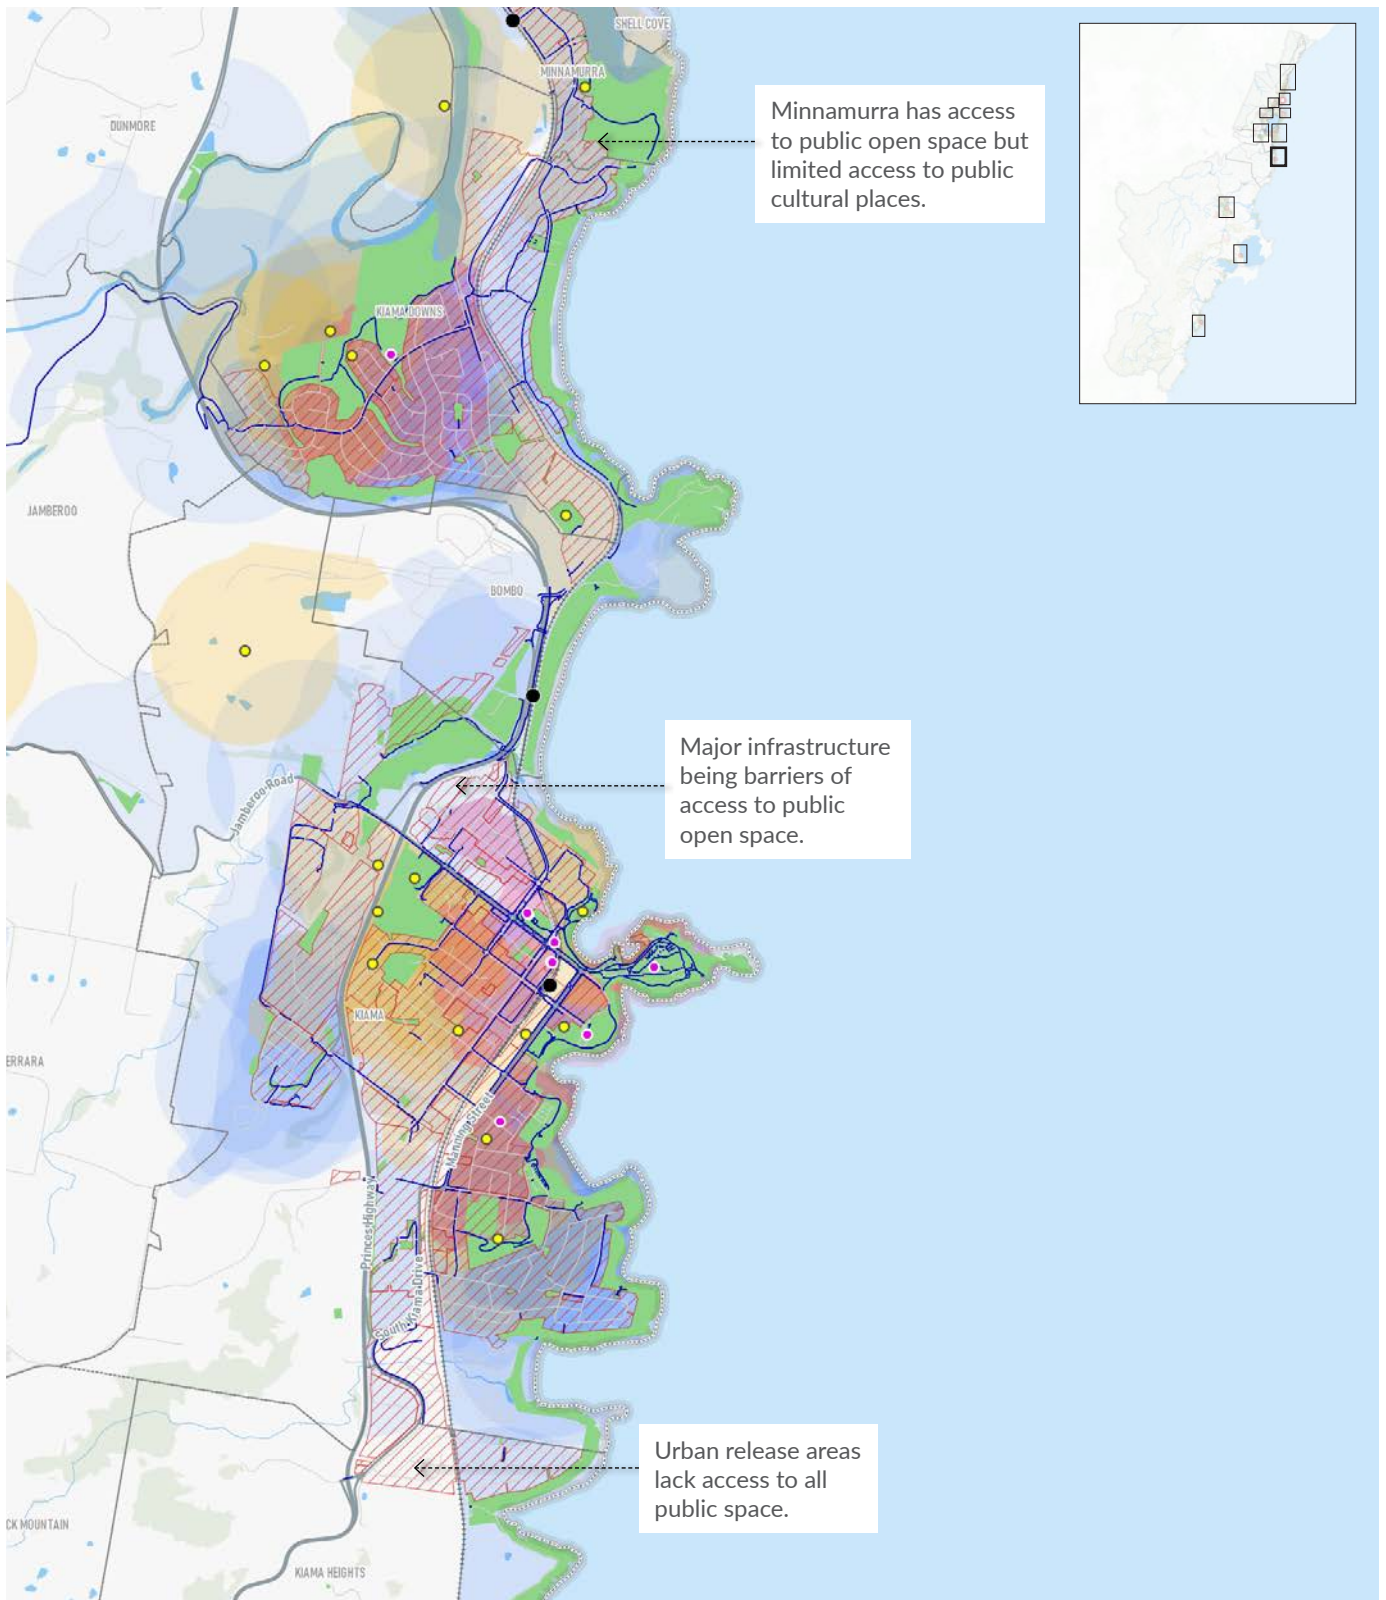 SHELL COVE
MINNAMURRA
Minnamurra has access
to public open space but
limited access to public
cultural places.
DUNMORE
KIAMA DOWNS
JAMBEROO
BOMBO
Major infrastructure
being barriers of
access to public
open space.
Jamberoo Road
KIAMA
ERRARA
Manning Street
Princes Highway
South Kiama Drive
Urban release areas
lack access to all
public space.
CK MOUNTAIN
KIAMA HEIGHTS